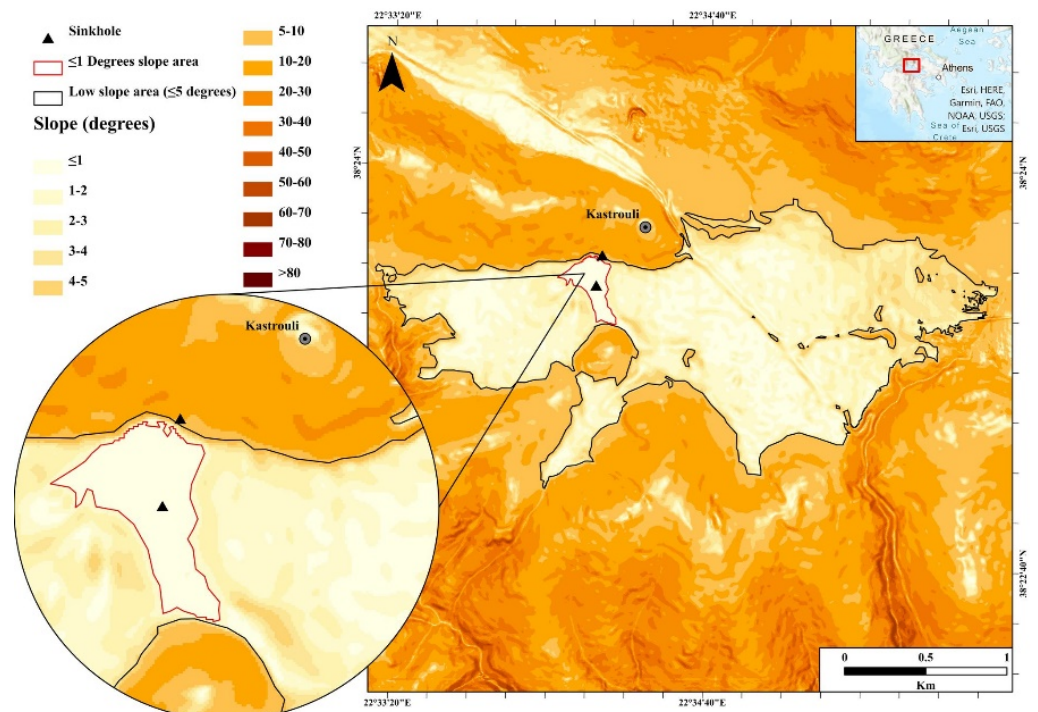 Sinkhole
≤1 Degrees slope area
Low slope area (≤5 degrees)
Slope (degrees)
≤1
1-2
2-3
3-4
4-5
5-10
10-20
20-30
30-40
40-50
50-60
60-70
70-80
>80
22°33'20"
22°34'40"
N
GREECE
Aegean
Sea
Athens
Esri, HERE,
Garmin, FAO,
NOAA, USGS;
Esri, USGS
Sea of
Crete
38°24'
38°24'
Kastrouli
Kastrouli
38°22'40"
0 0.5 1
Km
22°33'20"
22°34'40"